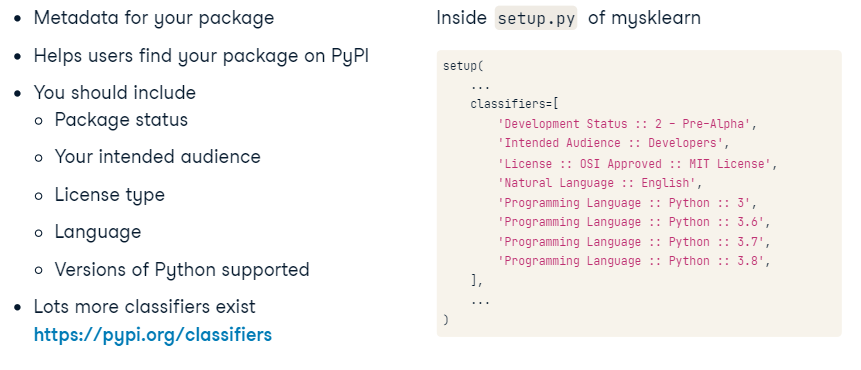 Metadata for your package
Helps users find your package on PyPI
You should include
Package status
Your intended audience
License type
Language
Versions of Python supported
Lots more classifiers exist
https://pypi.org/classifiers
Inside setup.py of mysklearn
setup(
    ...
    classifiers=[
        'Development Status :: 2 - Pre-Alpha',
        'Intended Audience :: Developers',
        'License :: OSI Approved :: MIT License',
        'Natural Language :: English',
        'Programming Language :: Python :: 3',
        'Programming Language :: Python :: 3.6',
        'Programming Language :: Python :: 3.7',
        'Programming Language :: Python :: 3.8',
    ],
    ...
)